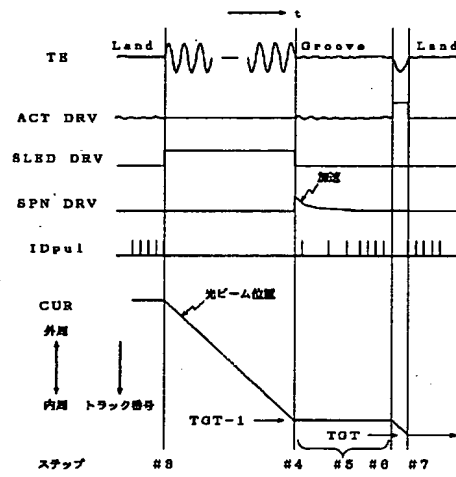 t
Land Groove Land
TE
ACT DRV
SLED DRV
加速
SPN DRV
IDpul
光ビーム位置
CUR
外周
内周 トラック番号
TGT-1
TGT
ステップ #3 #4 #5 #6 #7